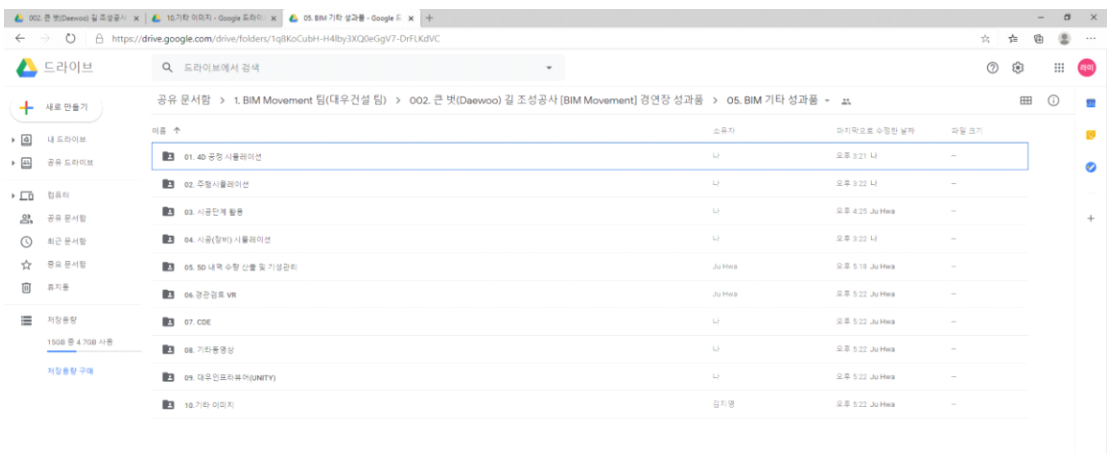 002. 큰 벗(Daewoo) 길 조성공사
10.기타 이미지 - Google 드라이
05. BIM 기타 성과품 - Google 드
https://drive.google.com/drive/folders/1q8KoCubH-H4lby3XQ0eGgV7-DrFLKdVC
드라이브
드라이브에서 검색
라이
새로 만들기
공유 문서함 > 1. BIM Movement 팀(대우건설 팀) > 002. 큰 벗(Daewoo) 길 조성공사 [BIM Movement] 경연장 성과품 > 05. BIM 기타 성과품
이름 소유자 마지막으로 수정한 날짜 파일 크기
내 드라이브
공유 드라이브
컴퓨터
공유 문서함
최근 문서함
중요 문서함
휴지통
저장용량
15GB 중 4.7GB 사용
저장용량 구매
01. 4D 공정 시뮬레이션 나 오후 3:21 나 –
02. 주행시뮬레이션 나 오후 3:22 나 –
03. 시공단계 활용 나 오후 4:25 Ju Hwa –
04. 시공(장비) 시뮬레이션 나 오후 3:22 나 –
05. 5D 내역 수량 산출 및 기성관리 Ju Hwa 오후 5:19 Ju Hwa –
06.경관검토 VR Ju Hwa 오후 5:22 Ju Hwa –
07. CDE 나 오후 5:22 Ju Hwa –
08. 기타동영상 나 오후 5:22 Ju Hwa –
09. 대우인프라뷰어(UNITY) 나 오후 5:22 Ju Hwa –
10.기타 이미지 김지영 오후 5:22 Ju Hwa –